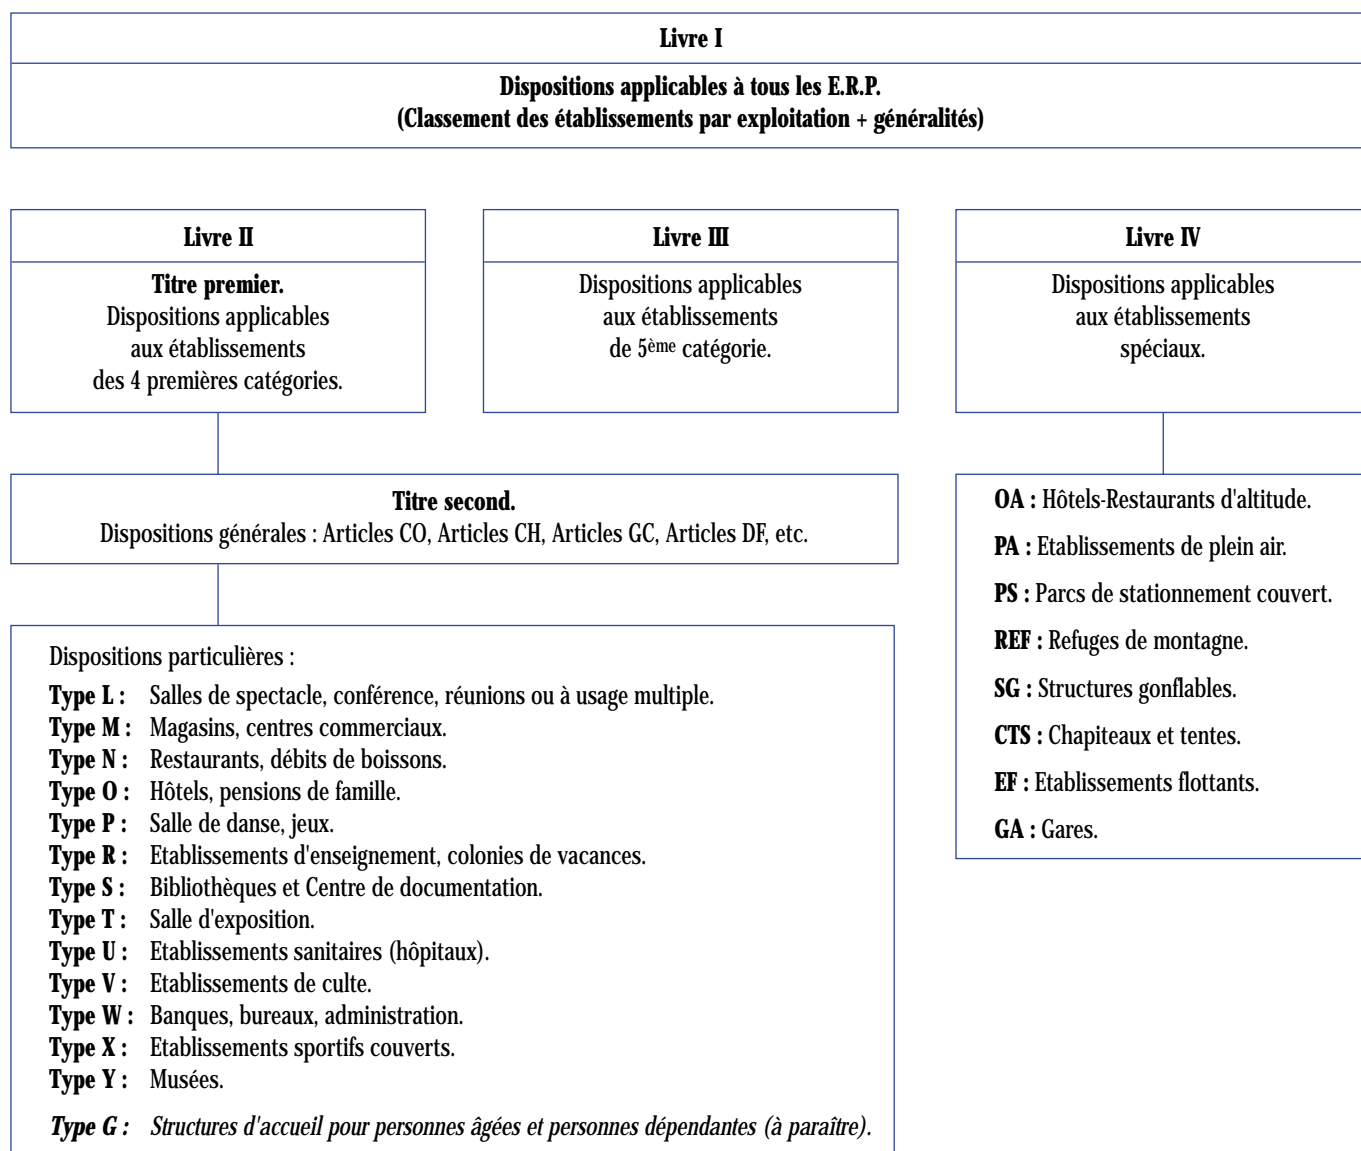 Livre I
Dispositions applicables à tous les E.R.P.
(Classement des établissements par exploitation + généralités)
Livre II
Titre premier.
Dispositions applicables
aux établissements
des 4 premières catégories.
Livre III
Dispositions applicables
aux établissements
de 5ème catégorie.
Livre IV
Dispositions applicables
aux établissements
spéciaux.
Titre second.
Dispositions générales : Articles CO, Articles CH, Articles GC, Articles DF, etc.
Dispositions particulières :
Type L : Salles de spectacle, conférence, réunions ou à usage multiple.
Type M : Magasins, centres commerciaux.
Type N : Restaurants, débits de boissons.
Type O : Hôtels, pensions de famille.
Type P : Salle de danse, jeux.
Type R : Etablissements d'enseignement, colonies de vacances.
Type S : Bibliothèques et Centre de documentation.
Type T : Salle d'exposition.
Type U : Etablissements sanitaires (hôpitaux).
Type V : Etablissements de culte.
Type W : Banques, bureaux, administration.
Type X : Etablissements sportifs couverts.
Type Y : Musées.
Type G : Structures d'accueil pour personnes âgées et personnes dépendantes (à paraître).
OA : Hôtels-Restaurants d'altitude.
PA : Etablissements de plein air.
PS : Parcs de stationnement couvert.
REF : Refuges de montagne.
SG : Structures gonflables.
CTS : Chapiteaux et tentes.
EF : Etablissements flottants.
GA : Gares.